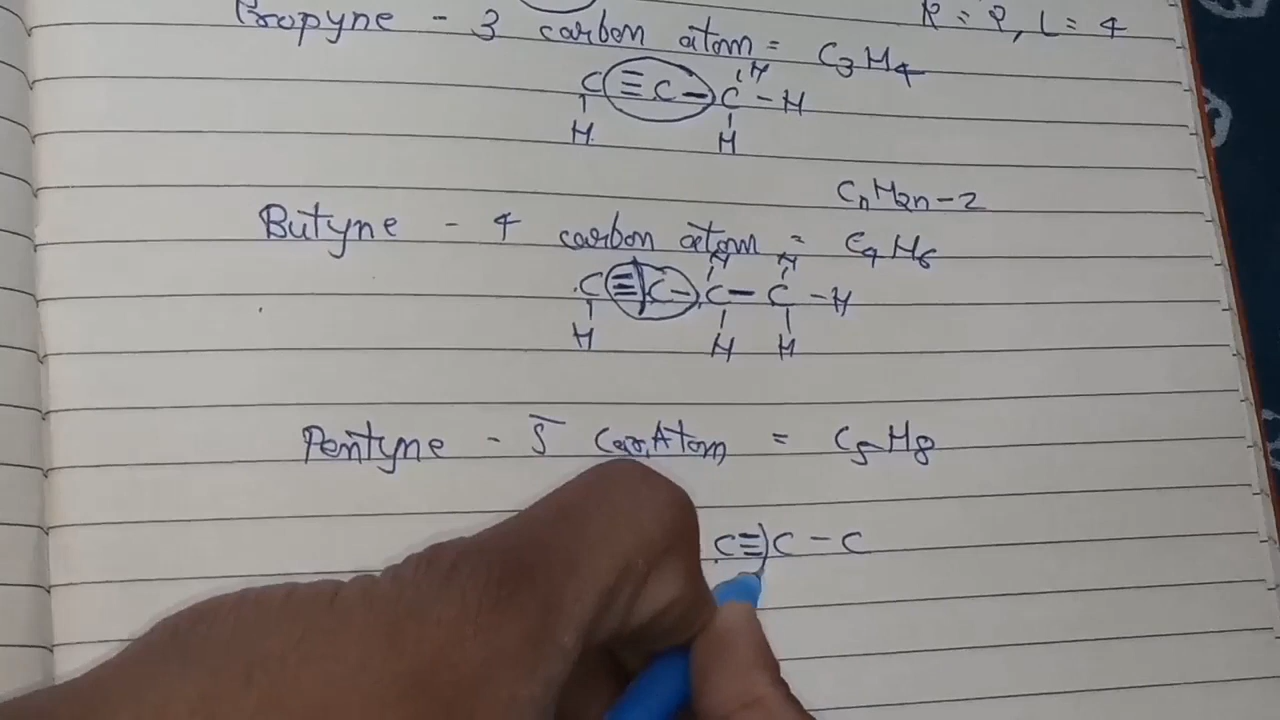 K = 2, L = 4
Propyne - 3 carbon atom = C3H4
H
C ≡ C - C - H
H H
CnH2n-2
Butyne - 4 carbon atom = C4H6
H H
C ≡ C - C - C - H
H H H
Pentyne - 5 Car.Atom = C5H8
C ≡ C - C